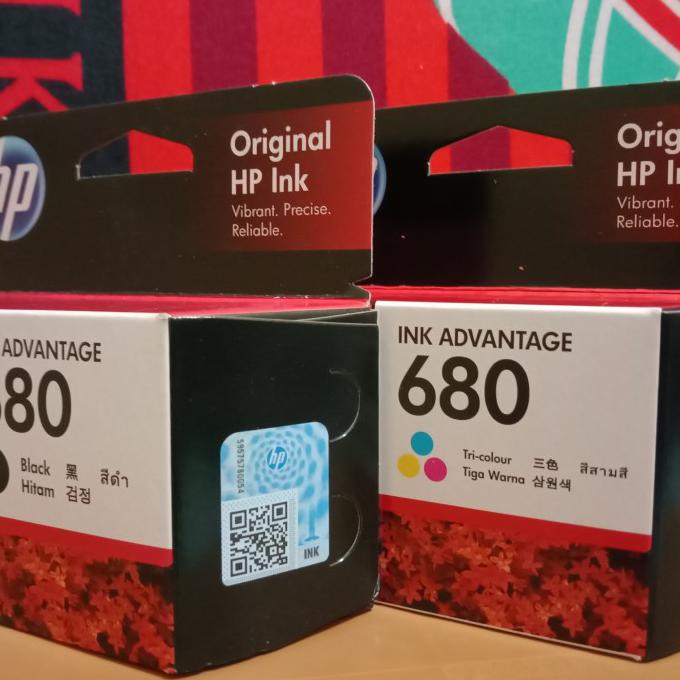 hp
Original
HP Ink
Vibrant. Precise.
Reliable.
ADVANTAGE
680
Black 黑 สีดำ
Hitam 검정
hp
INK
Orig
HP I
Vibrant.
Reliable.
INK ADVANTAGE
680
Tri-colour 三色 สีสามสี
Tiga Warna 삼원색